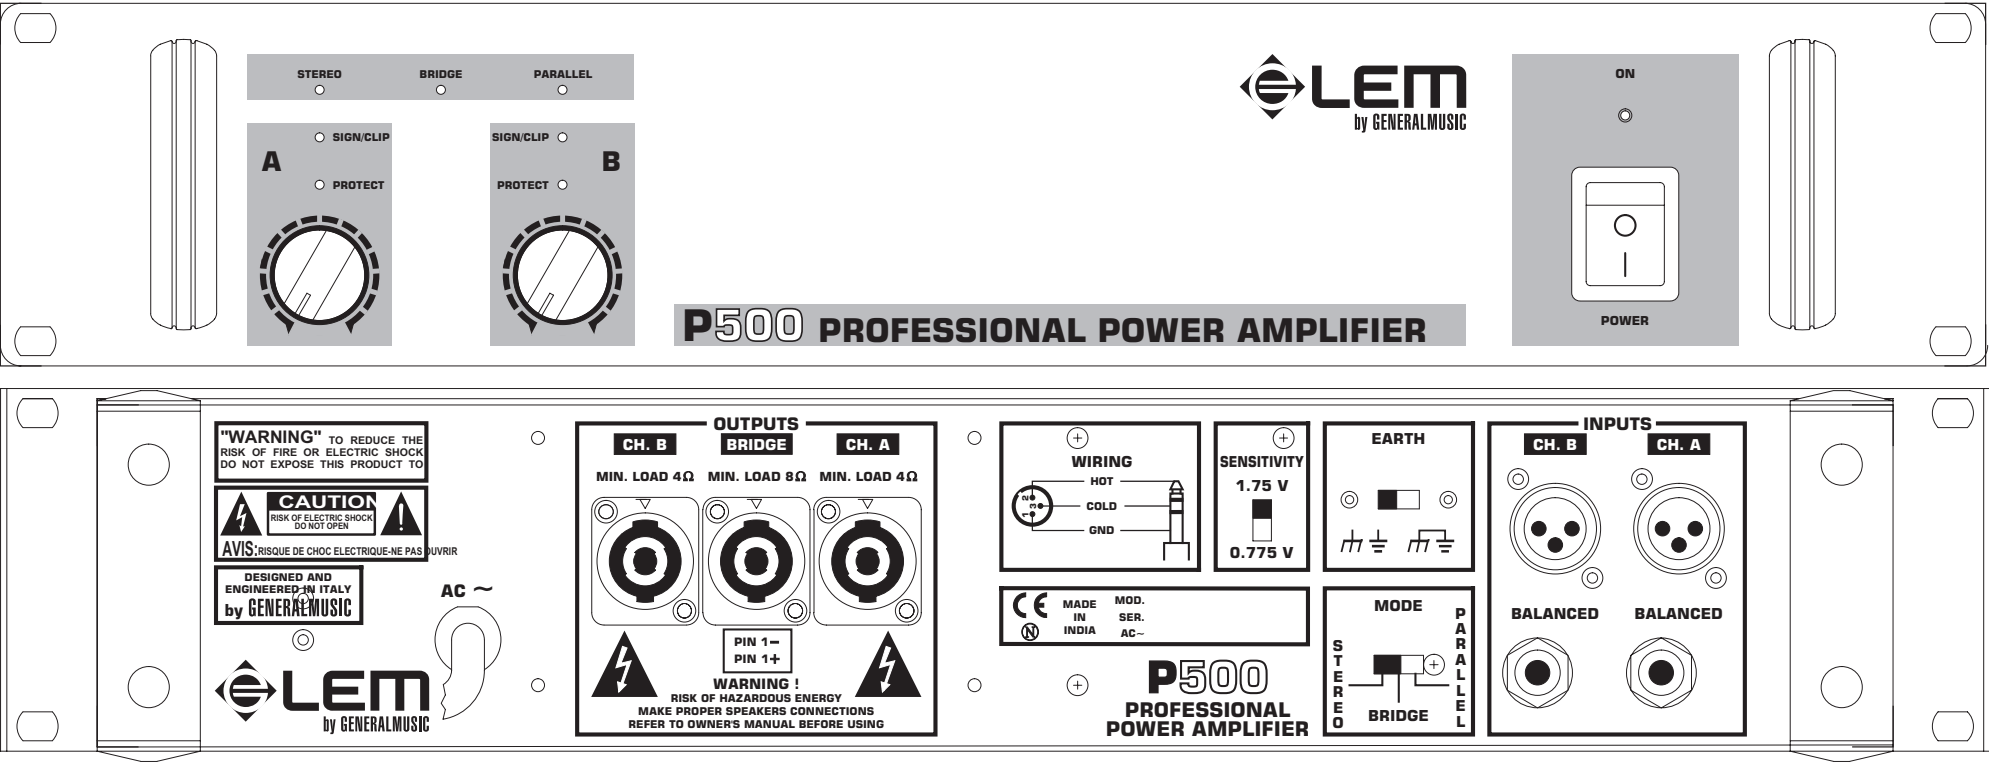 STEREO BRIDGE PARALLEL
SIGN/CLIP
A
PROTECT
SIGN/CLIP
B
PROTECT
LEM
by GENERALMUSIC
P500 PROFESSIONAL POWER AMPLIFIER
ON
POWER
"WARNING" TO REDUCE THE
RISK OF FIRE OR ELECTRIC SHOCK
DO NOT EXPOSE THIS PRODUCT TO
CAUTION
RISK OF ELECTRIC SHOCK
DO NOT OPEN
AVIS:RISQUE DE CHOC ELECTRIQUE-NE PAS OUVRIR
DESIGNED AND
ENGINEERED IN ITALY
by GENERALMUSIC
AC ~
LEM
by GENERALMUSIC
OUTPUTS
CH. B BRIDGE CH. A
MIN. LOAD 4Ω MIN. LOAD 8Ω MIN. LOAD 4Ω
PIN 1-
PIN 1+
WARNING !
RISK OF HAZARDOUS ENERGY
MAKE PROPER SPEAKERS CONNECTIONS
REFER TO OWNER'S MANUAL BEFORE USING
WIRING
HOT
2
COLD
3
1
GND
SENSITIVITY
1.75 V
0.775 V
EARTH
CE
N
MADE
IN
INDIA
MOD.
SER.
AC~
P500
PROFESSIONAL
POWER AMPLIFIER
MODE
STEREO
BRIDGE
PARALLEL
INPUTS
CH. B CH. A
BALANCED BALANCED